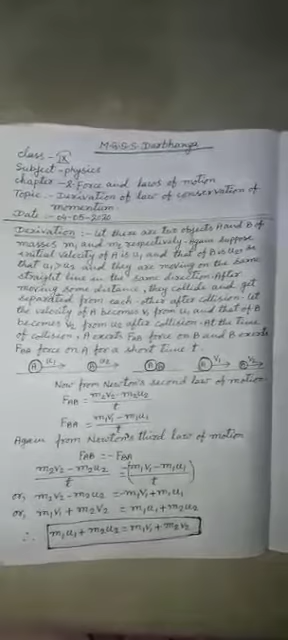 M.G.S.S. Darbhanga
class - IX
Subject - physics
chapter - 2. Force and laws of motion
Topic - Derivation of law of conservation of
momentum
Date :- 04-05-2020
Derivation :- Let there are two objects A and B of
masses m₁ and m₂ respectively. Again suppose
initial velocity of A is u₁ and that of B is u₂ so
that u₁>u₂ and they are moving on the same
straight line in the same direction. After
moving some distance, they collide and get
separated from each-other after collision. Let
the velocity of A becomes v₁ from u₁ and that of B
becomes v₂ from u₂ after collision. At the time
of collision, A exerts FAB force on B and B exerts
FBA force on A for a short time t.
A u₁ B u₂ A B A v₁ B v₂
Now from Newton's second law of motion
FAB = m₂v₂-m₂u₂/t
FBA = m₁v₁-m₁u₁/t
Again from Newton's third law of motion
FAB = -FBA
m₂v₂-m₂u₂/t = -(m₁v₁-m₁u₁/t)
or, m₂v₂-m₂u₂ = -m₁v₁+m₁u₁
or, m₁v₁+m₂v₂ = m₁u₁+m₂u₂
∴ m₁u₁+m₂u₂ = m₁v₁+m₂v₂